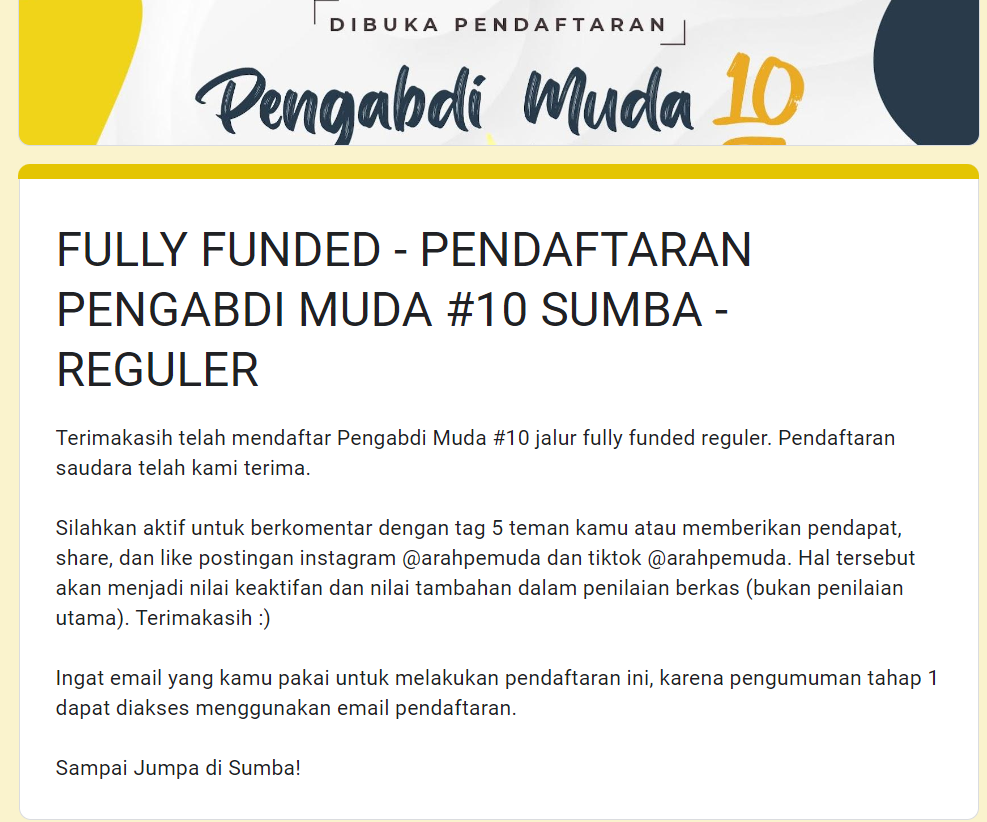 DIBUKA PENDAFTARAN
Pengabdi Muda 10
FULLY FUNDED - PENDAFTARAN
PENGABDI MUDA #10 SUMBA -
REGULER
Terimakasih telah mendaftar Pengabdi Muda #10 jalur fully funded reguler. Pendaftaran
saudara telah kami terima.
Silahkan aktif untuk berkomentar dengan tag 5 teman kamu atau memberikan pendapat,
share, dan like postingan instagram @arahpemuda dan tiktok @arahpemuda. Hal tersebut
akan menjadi nilai keaktifan dan nilai tambahan dalam penilaian berkas (bukan penilaian
utama). Terimakasih :)
Ingat email yang kamu pakai untuk melakukan pendaftaran ini, karena pengumuman tahap 1
dapat diakses menggunakan email pendaftaran.
Sampai Jumpa di Sumba!